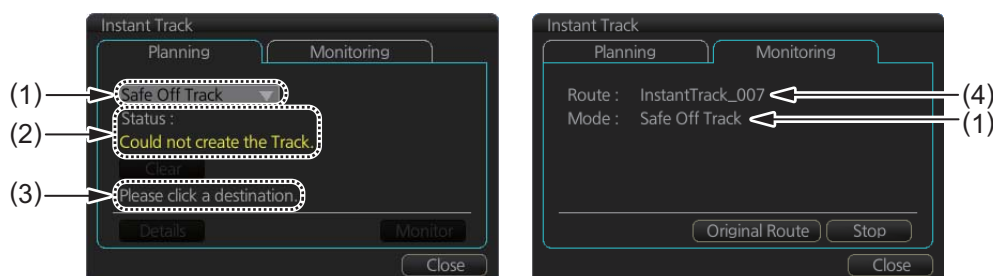 Instant Track
Planning
Monitoring
(1)
Safe Off Track
(2)
Status :
Could not create the Track.
Clear
(3)
Please click a destination.
Details
Monitor
Close
Instant Track
Planning
Monitoring
Route : InstantTrack_007
(4)
Mode : Safe Off Track
(1)
Original Route
Stop
Close